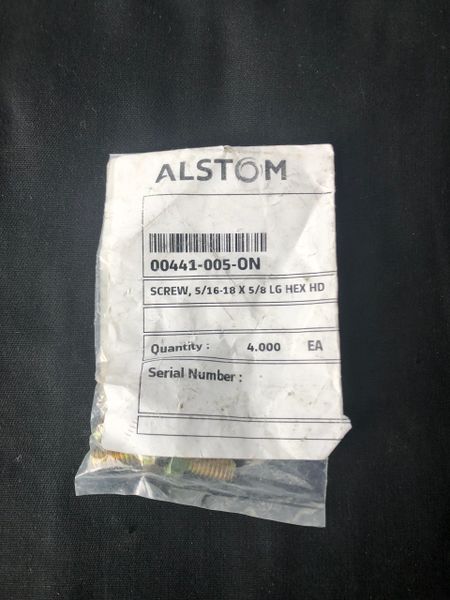 ALSTOM
00441-005-0N
SCREW, 5/16-18 X 5/8 LG HEX HD
Quantity : 4.000 EA
Serial Number :